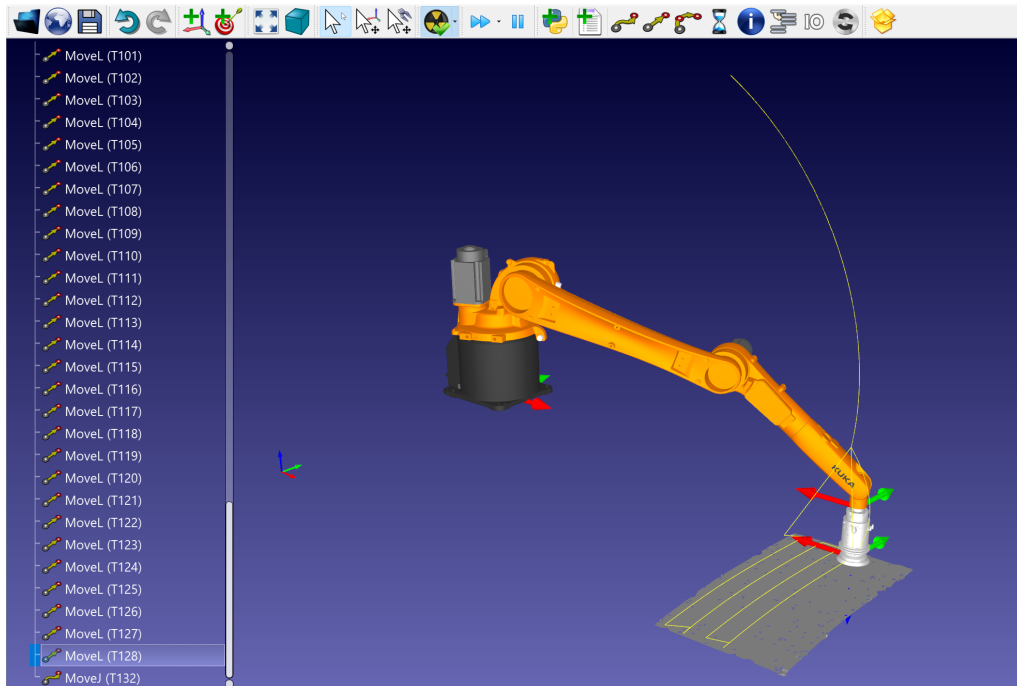 IO
MoveL (T101)
MoveL (T102)
MoveL (T103)
MoveL (T104)
MoveL (T105)
MoveL (T106)
MoveL (T107)
MoveL (T108)
MoveL (T109)
MoveL (T110)
MoveL (T111)
MoveL (T112)
MoveL (T113)
MoveL (T114)
MoveL (T115)
MoveL (T116)
MoveL (T117)
MoveL (T118)
MoveL (T119)
MoveL (T120)
MoveL (T121)
MoveL (T122)
MoveL (T123)
MoveL (T124)
MoveL (T125)
MoveL (T126)
MoveL (T127)
MoveL (T128)
MoveJ (T132)
KUKA